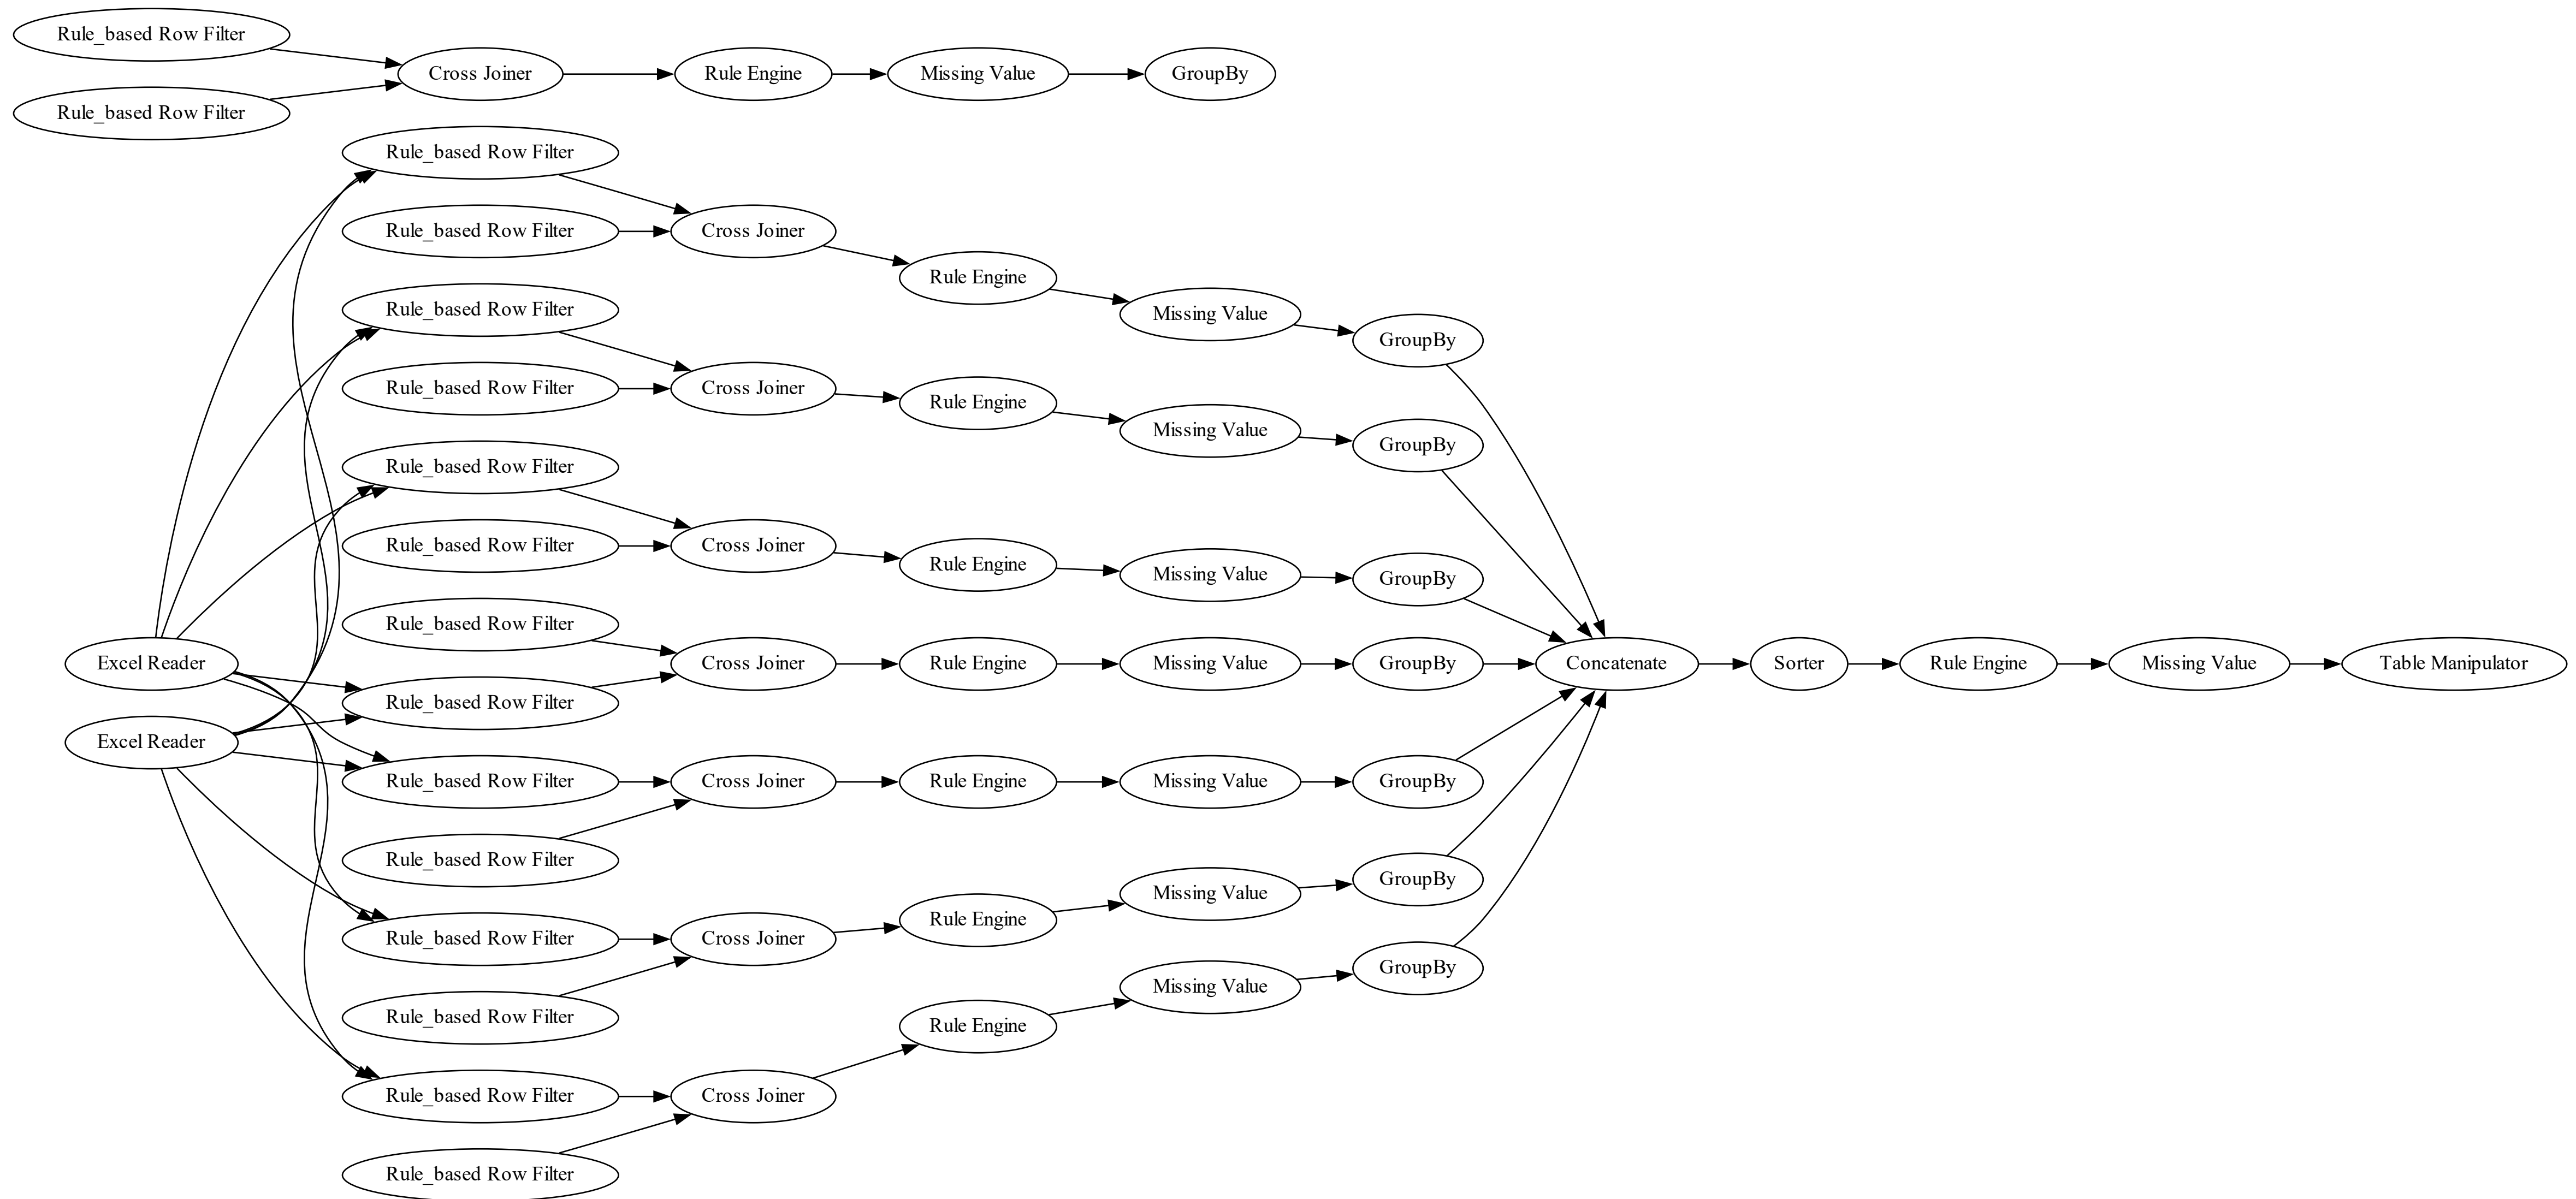 Rule_based Row Filter
Cross Joiner
Rule Engine
Missing Value
GroupBy
Rule_based Row Filter
Rule_based Row Filter
Rule_based Row Filter
Cross Joiner
Rule Engine
Missing Value
GroupBy
Rule_based Row Filter
Rule_based Row Filter
Cross Joiner
Rule Engine
Missing Value
GroupBy
Rule_based Row Filter
Rule_based Row Filter
Cross Joiner
Rule Engine
Missing Value
GroupBy
Rule_based Row Filter
Excel Reader
Cross Joiner
Rule Engine
Missing Value
GroupBy
Concatenate
Sorter
Rule Engine
Missing Value
Table Manipulator
Rule_based Row Filter
Excel Reader
Rule_based Row Filter
Cross Joiner
Rule Engine
Missing Value
GroupBy
Rule_based Row Filter
Rule_based Row Filter
Cross Joiner
Rule Engine
Missing Value
GroupBy
Rule_based Row Filter
Rule_based Row Filter
Cross Joiner
Rule Engine
Missing Value
GroupBy
Rule_based Row Filter